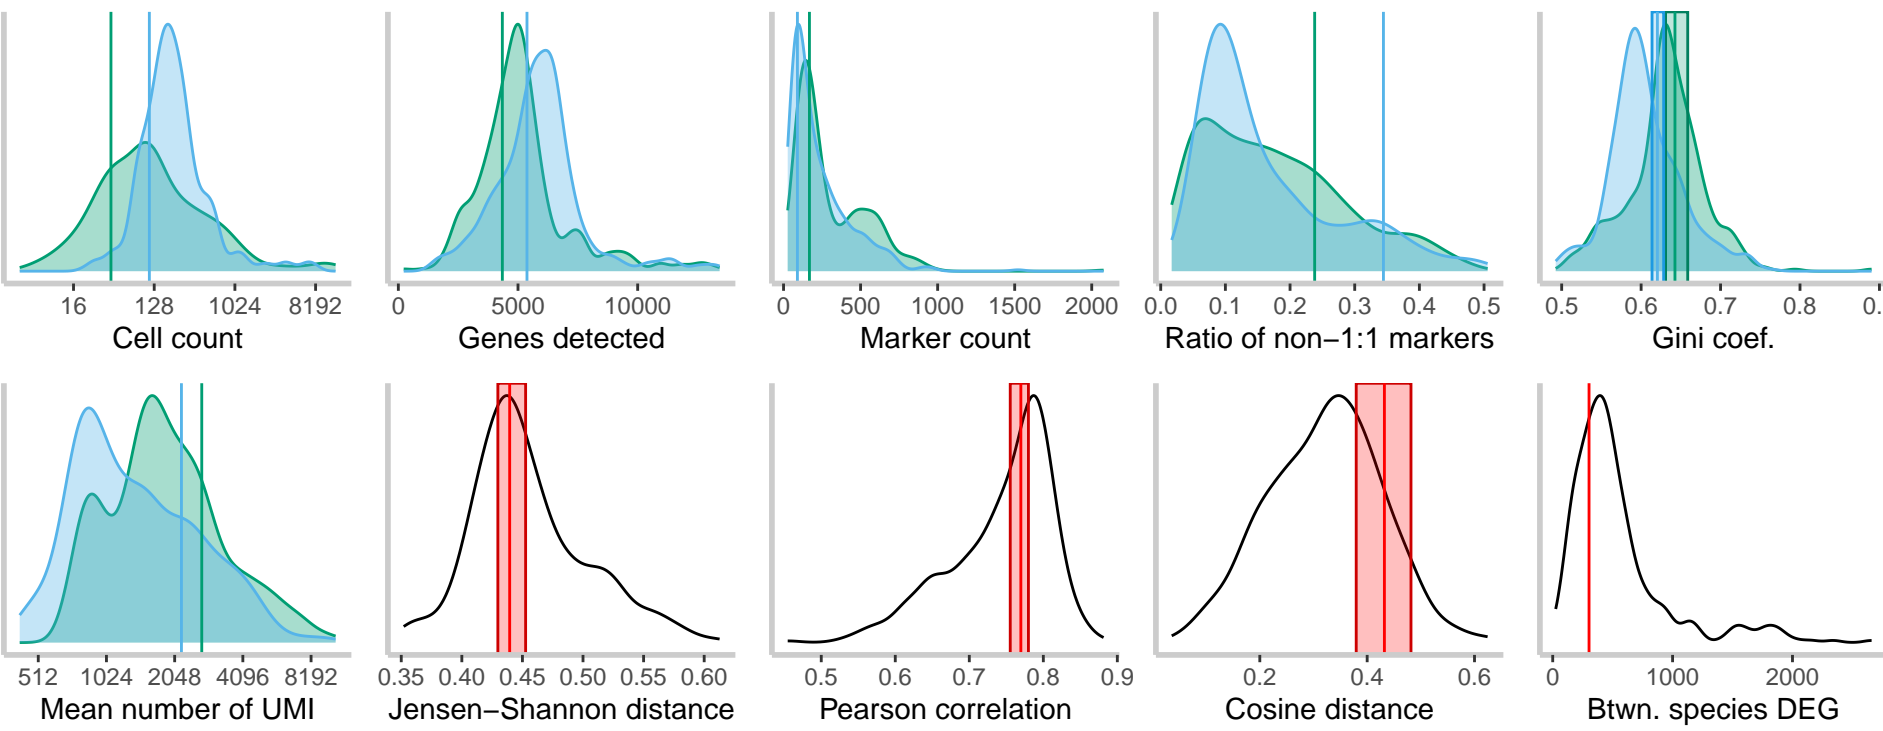 16 128 1024 8192
Cell count
0 5000 10000
Genes detected
0 500 1000 1500 2000
Marker count
0.0 0.1 0.2 0.3 0.4 0.5
Ratio of non−1:1 markers
0.5 0.6 0.7 0.8 0.
Gini coef.
512 1024 2048 4096 8192
Mean number of UMI
0.35 0.40 0.45 0.50 0.55 0.60
Jensen−Shannon distance
0.5 0.6 0.7 0.8 0.9
Pearson correlation
0.2 0.4 0.6
Cosine distance
0 1000 2000
Btwn. species DEG